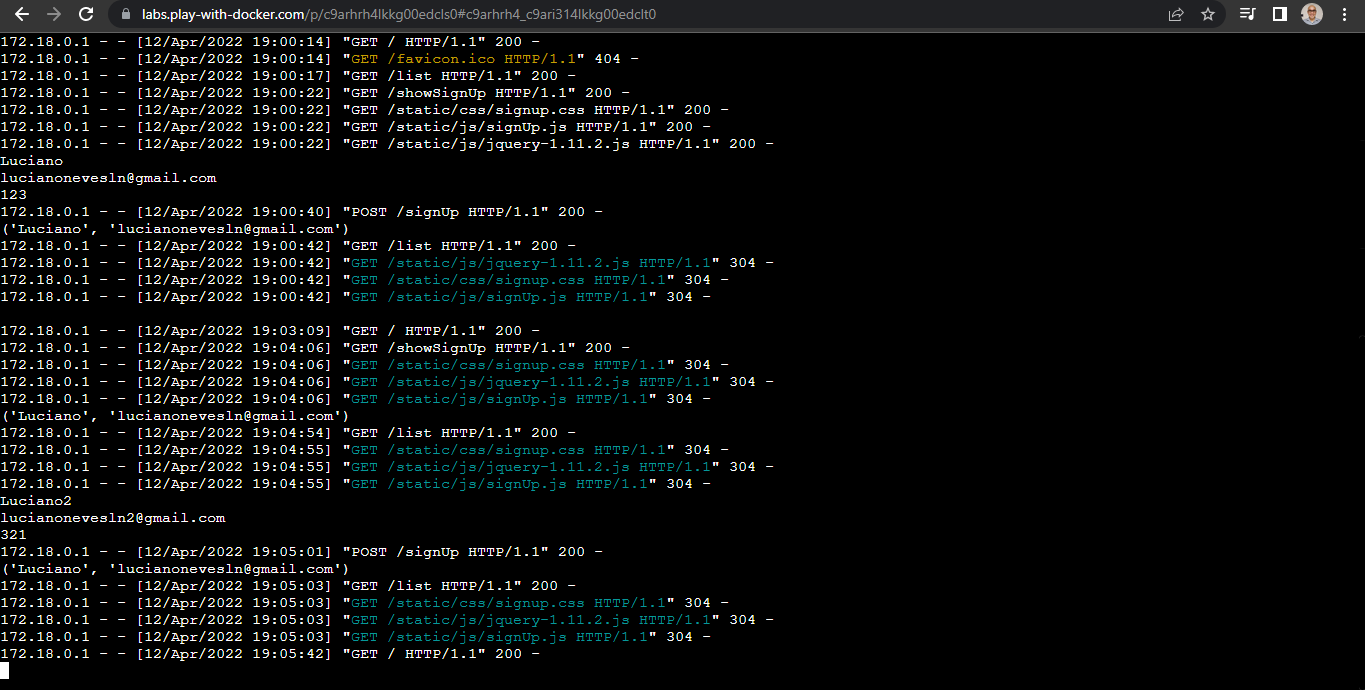 labs.play-with-docker.com/p/c9arhrh4lkkg00edcls0#c9arhrh4_c9ari314lkkg00edclt0
172.18.0.1 - - [12/Apr/2022 19:00:14] "GET / HTTP/1.1" 200 -
172.18.0.1 - - [12/Apr/2022 19:00:14] "GET /favicon.ico HTTP/1.1" 404 -
172.18.0.1 - - [12/Apr/2022 19:00:17] "GET /list HTTP/1.1" 200 -
172.18.0.1 - - [12/Apr/2022 19:00:22] "GET /showSignUp HTTP/1.1" 200 -
172.18.0.1 - - [12/Apr/2022 19:00:22] "GET /static/css/signup.css HTTP/1.1" 200 -
172.18.0.1 - - [12/Apr/2022 19:00:22] "GET /static/js/signUp.js HTTP/1.1" 200 -
172.18.0.1 - - [12/Apr/2022 19:00:22] "GET /static/js/jquery-1.11.2.js HTTP/1.1" 200 -
Luciano
lucianonevesln@gmail.com
123
172.18.0.1 - - [12/Apr/2022 19:00:40] "POST /signUp HTTP/1.1" 200 -
('Luciano', 'lucianonevesln@gmail.com')
172.18.0.1 - - [12/Apr/2022 19:00:42] "GET /list HTTP/1.1" 200 -
172.18.0.1 - - [12/Apr/2022 19:00:42] "GET /static/js/jquery-1.11.2.js HTTP/1.1" 304 -
172.18.0.1 - - [12/Apr/2022 19:00:42] "GET /static/css/signup.css HTTP/1.1" 304 -
172.18.0.1 - - [12/Apr/2022 19:00:42] "GET /static/js/signUp.js HTTP/1.1" 304 -
172.18.0.1 - - [12/Apr/2022 19:03:09] "GET / HTTP/1.1" 200 -
172.18.0.1 - - [12/Apr/2022 19:04:06] "GET /showSignUp HTTP/1.1" 200 -
172.18.0.1 - - [12/Apr/2022 19:04:06] "GET /static/css/signup.css HTTP/1.1" 304 -
172.18.0.1 - - [12/Apr/2022 19:04:06] "GET /static/js/jquery-1.11.2.js HTTP/1.1" 304 -
172.18.0.1 - - [12/Apr/2022 19:04:06] "GET /static/js/signUp.js HTTP/1.1" 304 -
('Luciano', 'lucianonevesln@gmail.com')
172.18.0.1 - - [12/Apr/2022 19:04:54] "GET /list HTTP/1.1" 200 -
172.18.0.1 - - [12/Apr/2022 19:04:55] "GET /static/css/signup.css HTTP/1.1" 304 -
172.18.0.1 - - [12/Apr/2022 19:04:55] "GET /static/js/jquery-1.11.2.js HTTP/1.1" 304 -
172.18.0.1 - - [12/Apr/2022 19:04:55] "GET /static/js/signUp.js HTTP/1.1" 304 -
Luciano2
lucianonevesln2@gmail.com
321
172.18.0.1 - - [12/Apr/2022 19:05:01] "POST /signUp HTTP/1.1" 200 -
('Luciano', 'lucianonevesln@gmail.com')
172.18.0.1 - - [12/Apr/2022 19:05:03] "GET /list HTTP/1.1" 200 -
172.18.0.1 - - [12/Apr/2022 19:05:03] "GET /static/css/signup.css HTTP/1.1" 304 -
172.18.0.1 - - [12/Apr/2022 19:05:03] "GET /static/js/jquery-1.11.2.js HTTP/1.1" 304 -
172.18.0.1 - - [12/Apr/2022 19:05:03] "GET /static/js/signUp.js HTTP/1.1" 304 -
172.18.0.1 - - [12/Apr/2022 19:05:42] "GET / HTTP/1.1" 200 -